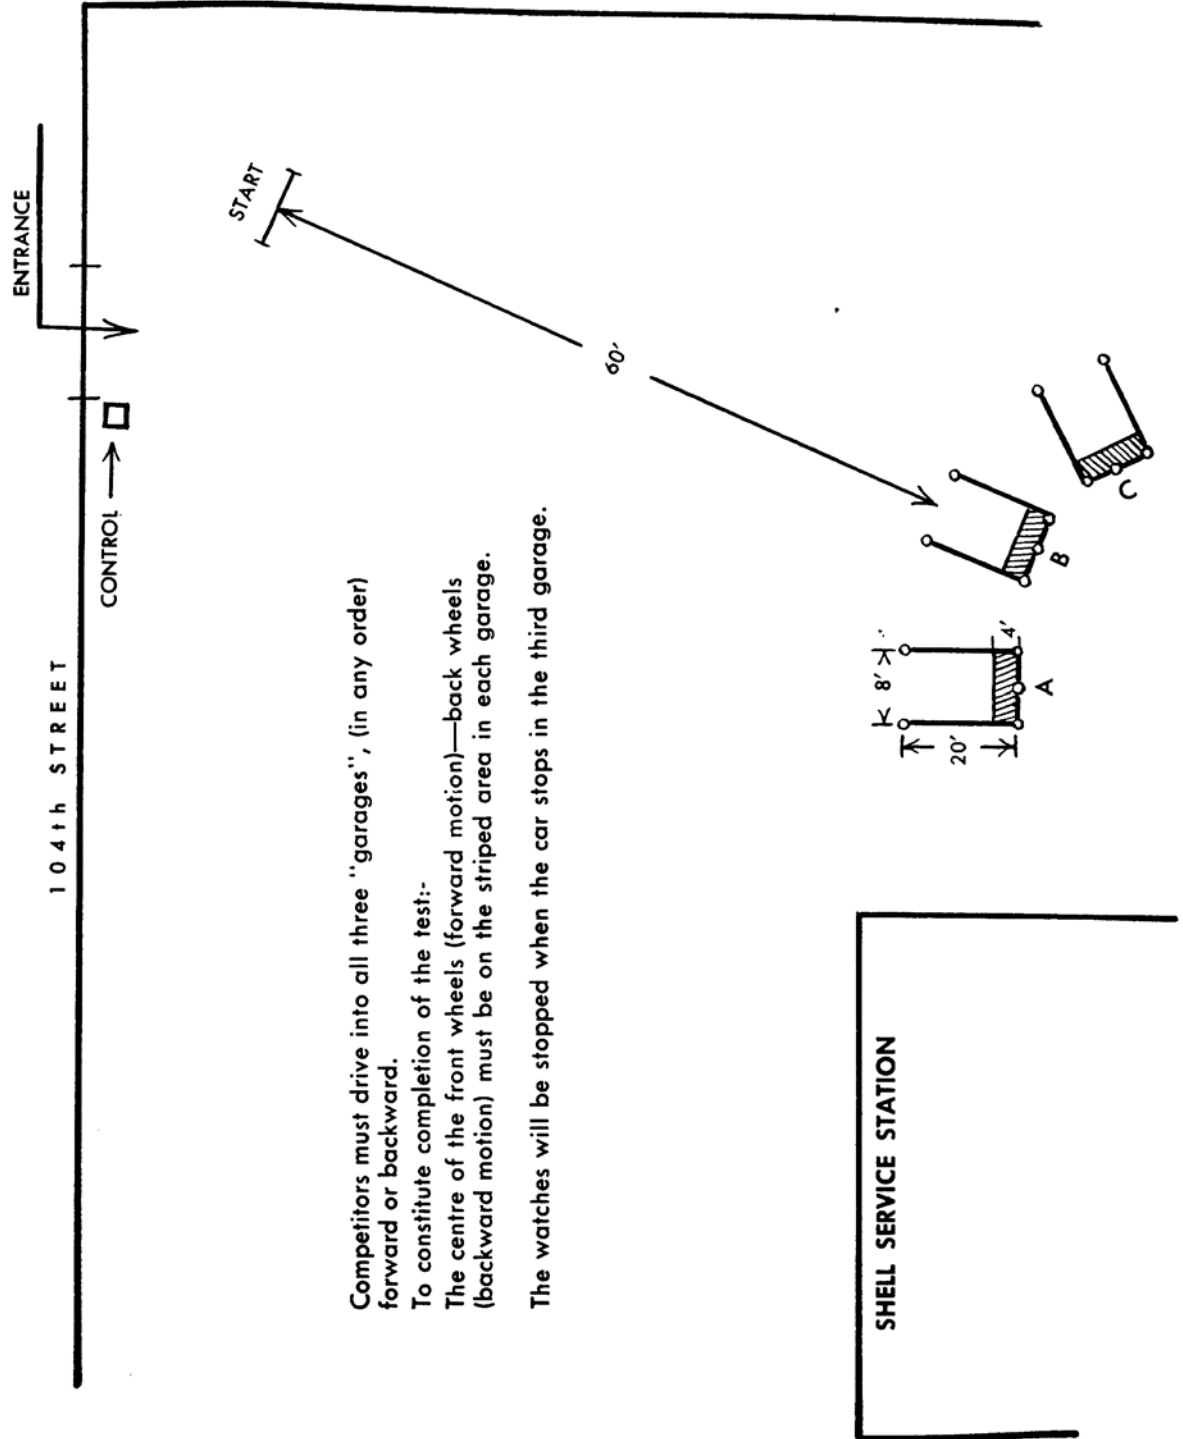 104th STREET
ENTRANCE
CONTROL
START
60'
Competitors must drive into all three "garages", (in any order)
forward or backward.
To constitute completion of the test:-
The centre of the front wheels (forward motion)—back wheels
(backward motion) must be on the striped area in each garage.
The watches will be stopped when the car stops in the third garage.
20'
8'
4'
A
B
C
SHELL SERVICE STATION